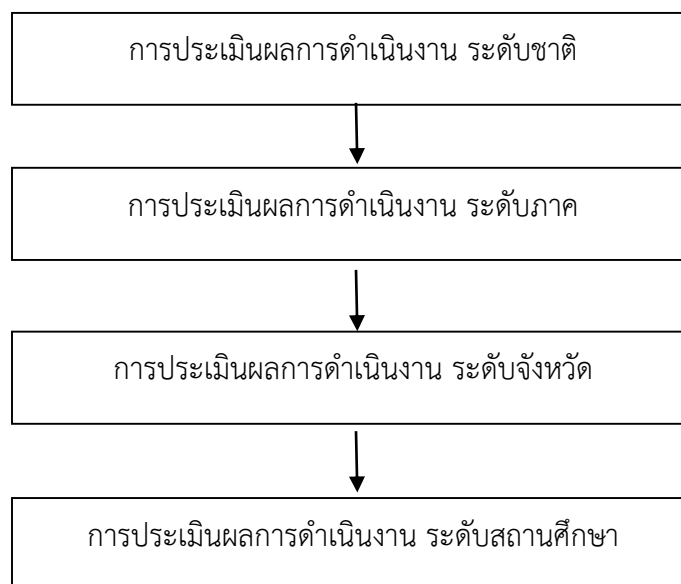 การประเมินผลการดำเนินงาน ระดับชาติ
การประเมินผลการดำเนินงาน ระดับภาค
การประเมินผลการดำเนินงาน ระดับจังหวัด
การประเมินผลการดำเนินงาน ระดับสถานศึกษา